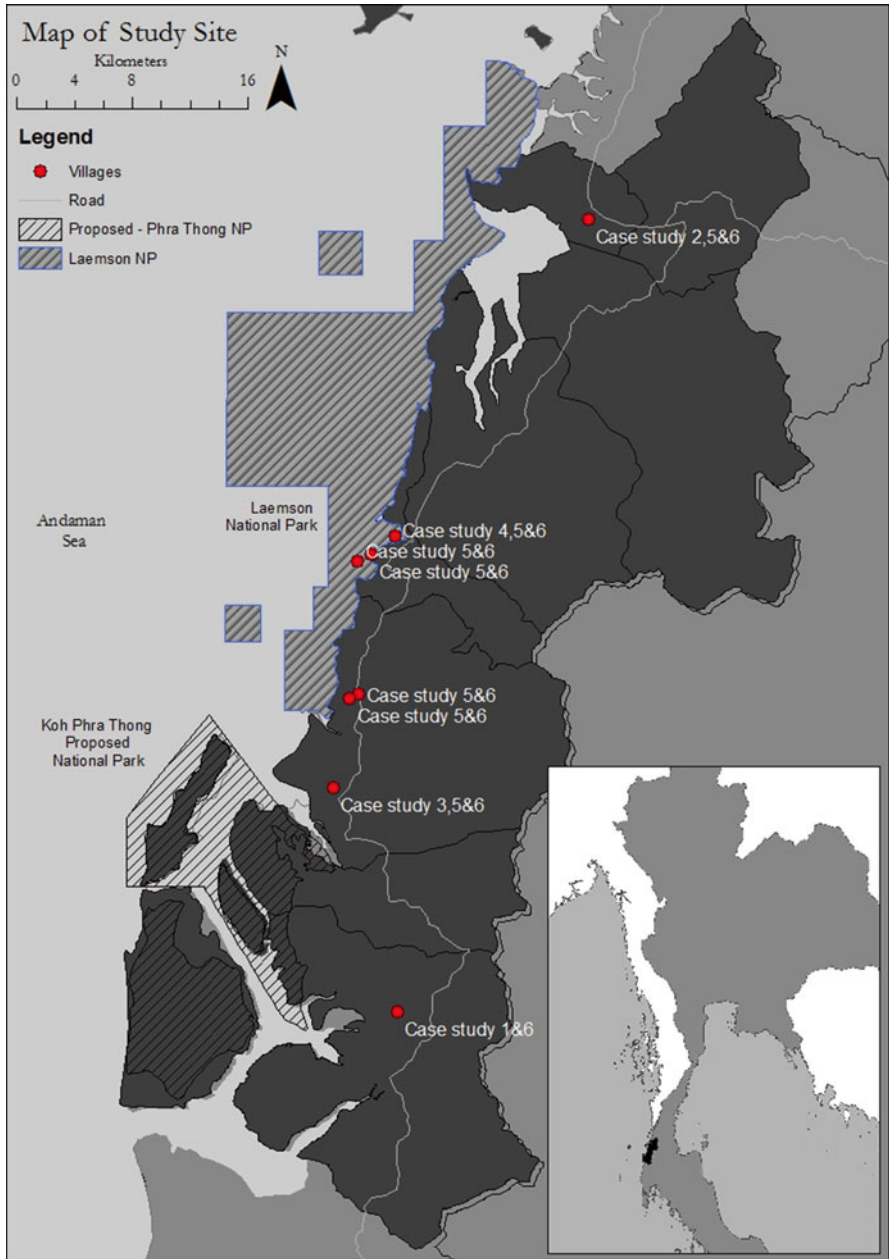 Map of Study Site
Kilometers
0 4 8 16
N
Legend
Villages
Road
Proposed - Phra Thong NP
Laemson NP
Case study 2,5&6
Laemson
National Park
Andaman
Sea
Case study 4,5&6
Case study 5&6
Case study 5&6
Case study 5&6
Case study 5&6
Koh Phra Thong
Proposed
National Park
Case study 3,5&6
Case study 1&6